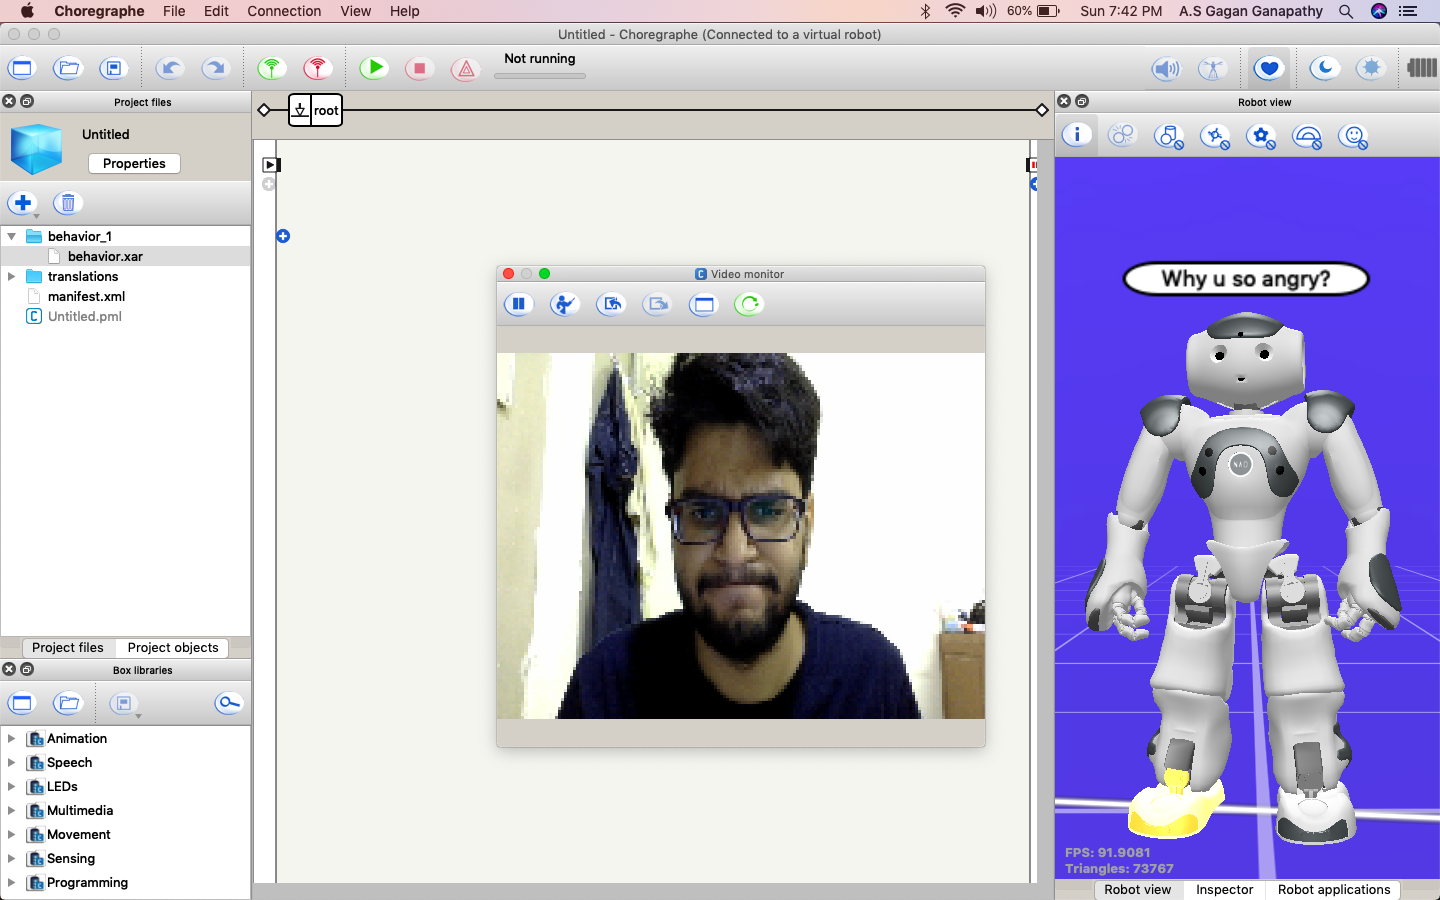 Choregraphe File Edit Connection View Help 60% Sun 7:42 PM A.S Gagan Ganapathy
Untitled - Choregraphe (Connected to a virtual robot)
Not running
Project files
Untitled
Properties
behavior_1
behavior.xar
translations
manifest.xml
Untitled.pml
Project files Project objects
Box libraries
Animation
Speech
LEDs
Multimedia
Movement
Sensing
Programming
root
Video monitor
Robot view
Why u so angry?
NAO
FPS: 91.9081
Triangles: 73767
Robot view Inspector Robot applications